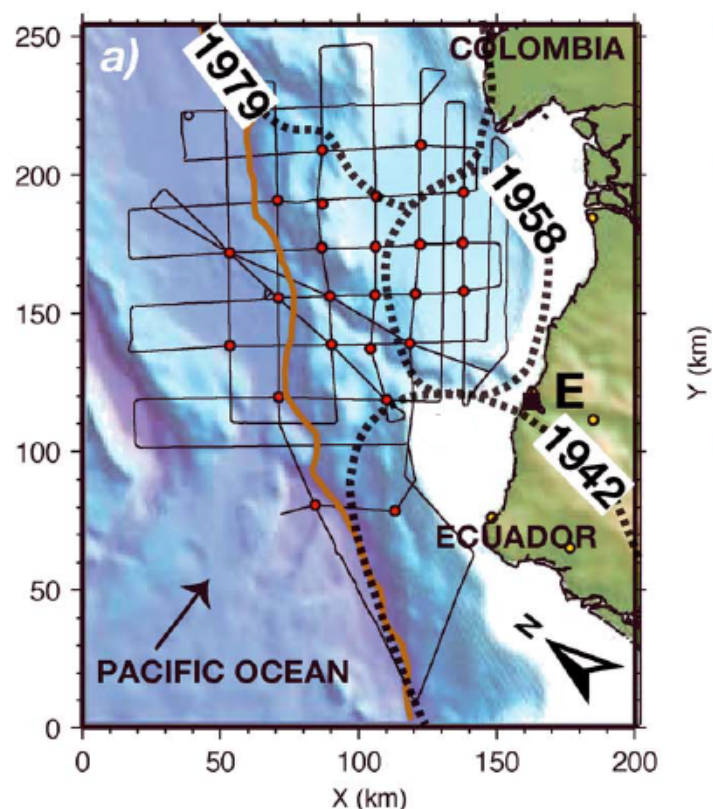 250
200
150
100
50
0
a)
1979
COLOMBIA
1958
E
1942
ECUADOR
N
PACIFIC OCEAN
Y (km)
0
50
100
150
200
X (km)